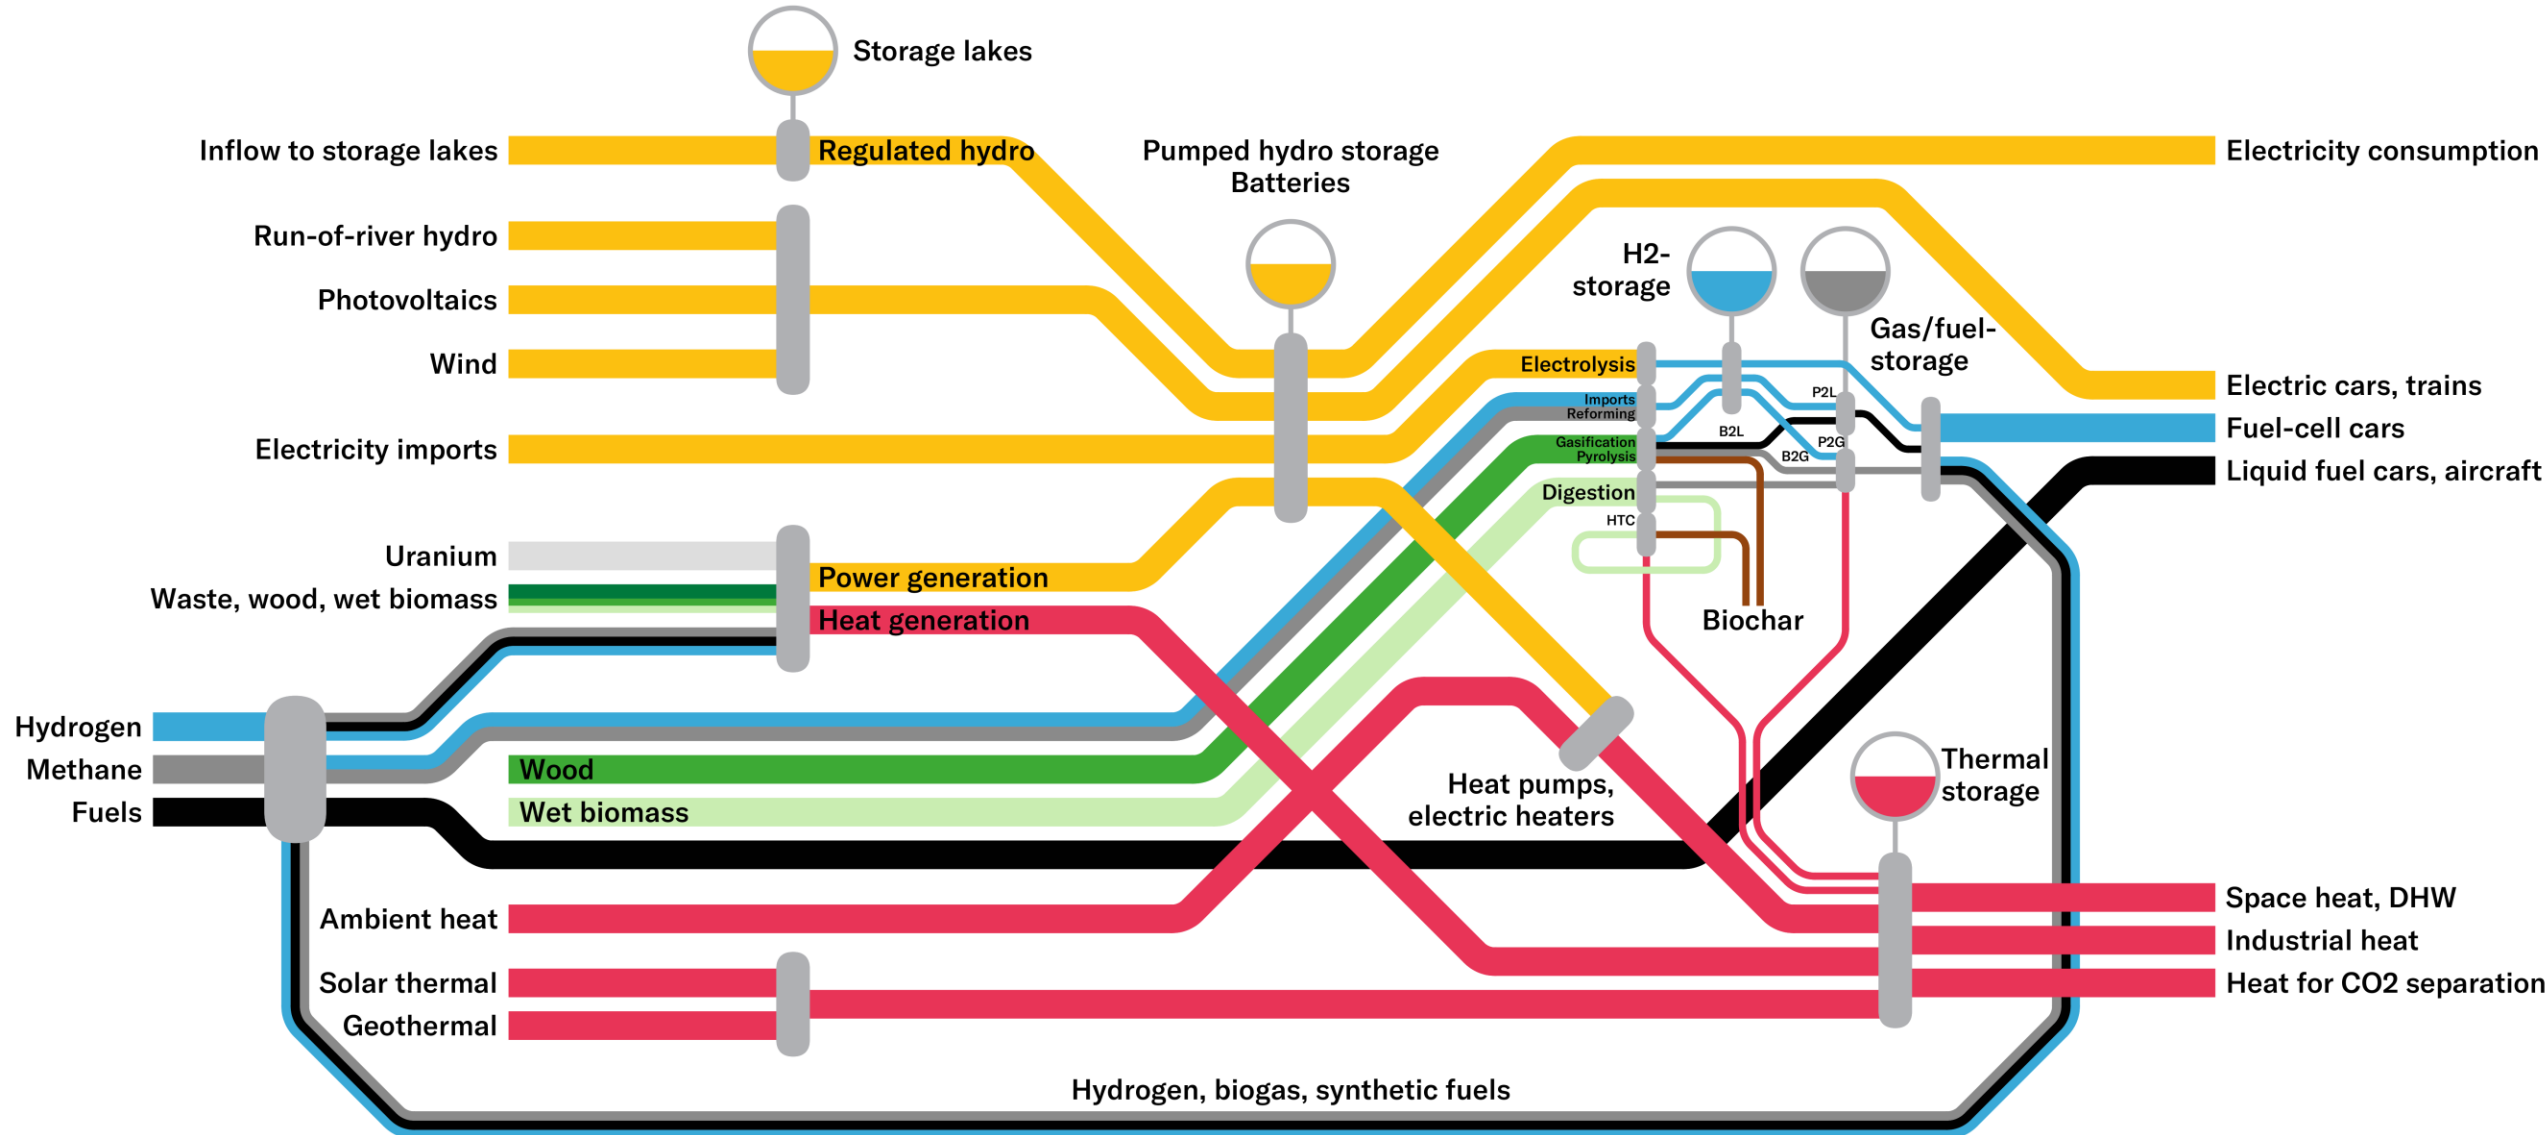 Storage lakes
Inflow to storage lakes
Regulated hydro
Pumped hydro storage
Batteries
Electricity consumption
Run-of-river hydro
H2-
storage
Photovoltaics
Gas/fuel-
storage
Wind
Electrolysis
Electric cars, trains
P2L
Imports
Reforming
Fuel-cell cars
B2L
P2G
Electricity imports
Gasification
Pyrolysis
B2G
Liquid fuel cars, aircraft
Digestion
HTC
Uranium
Power generation
Waste, wood, wet biomass
Heat generation
Biochar
Hydrogen
Methane
Wood
Thermal
storage
Heat pumps,
electric heaters
Fuels
Wet biomass
Space heat, DHW
Ambient heat
Industrial heat
Solar thermal
Heat for CO2 separation
Geothermal
Hydrogen, biogas, synthetic fuels